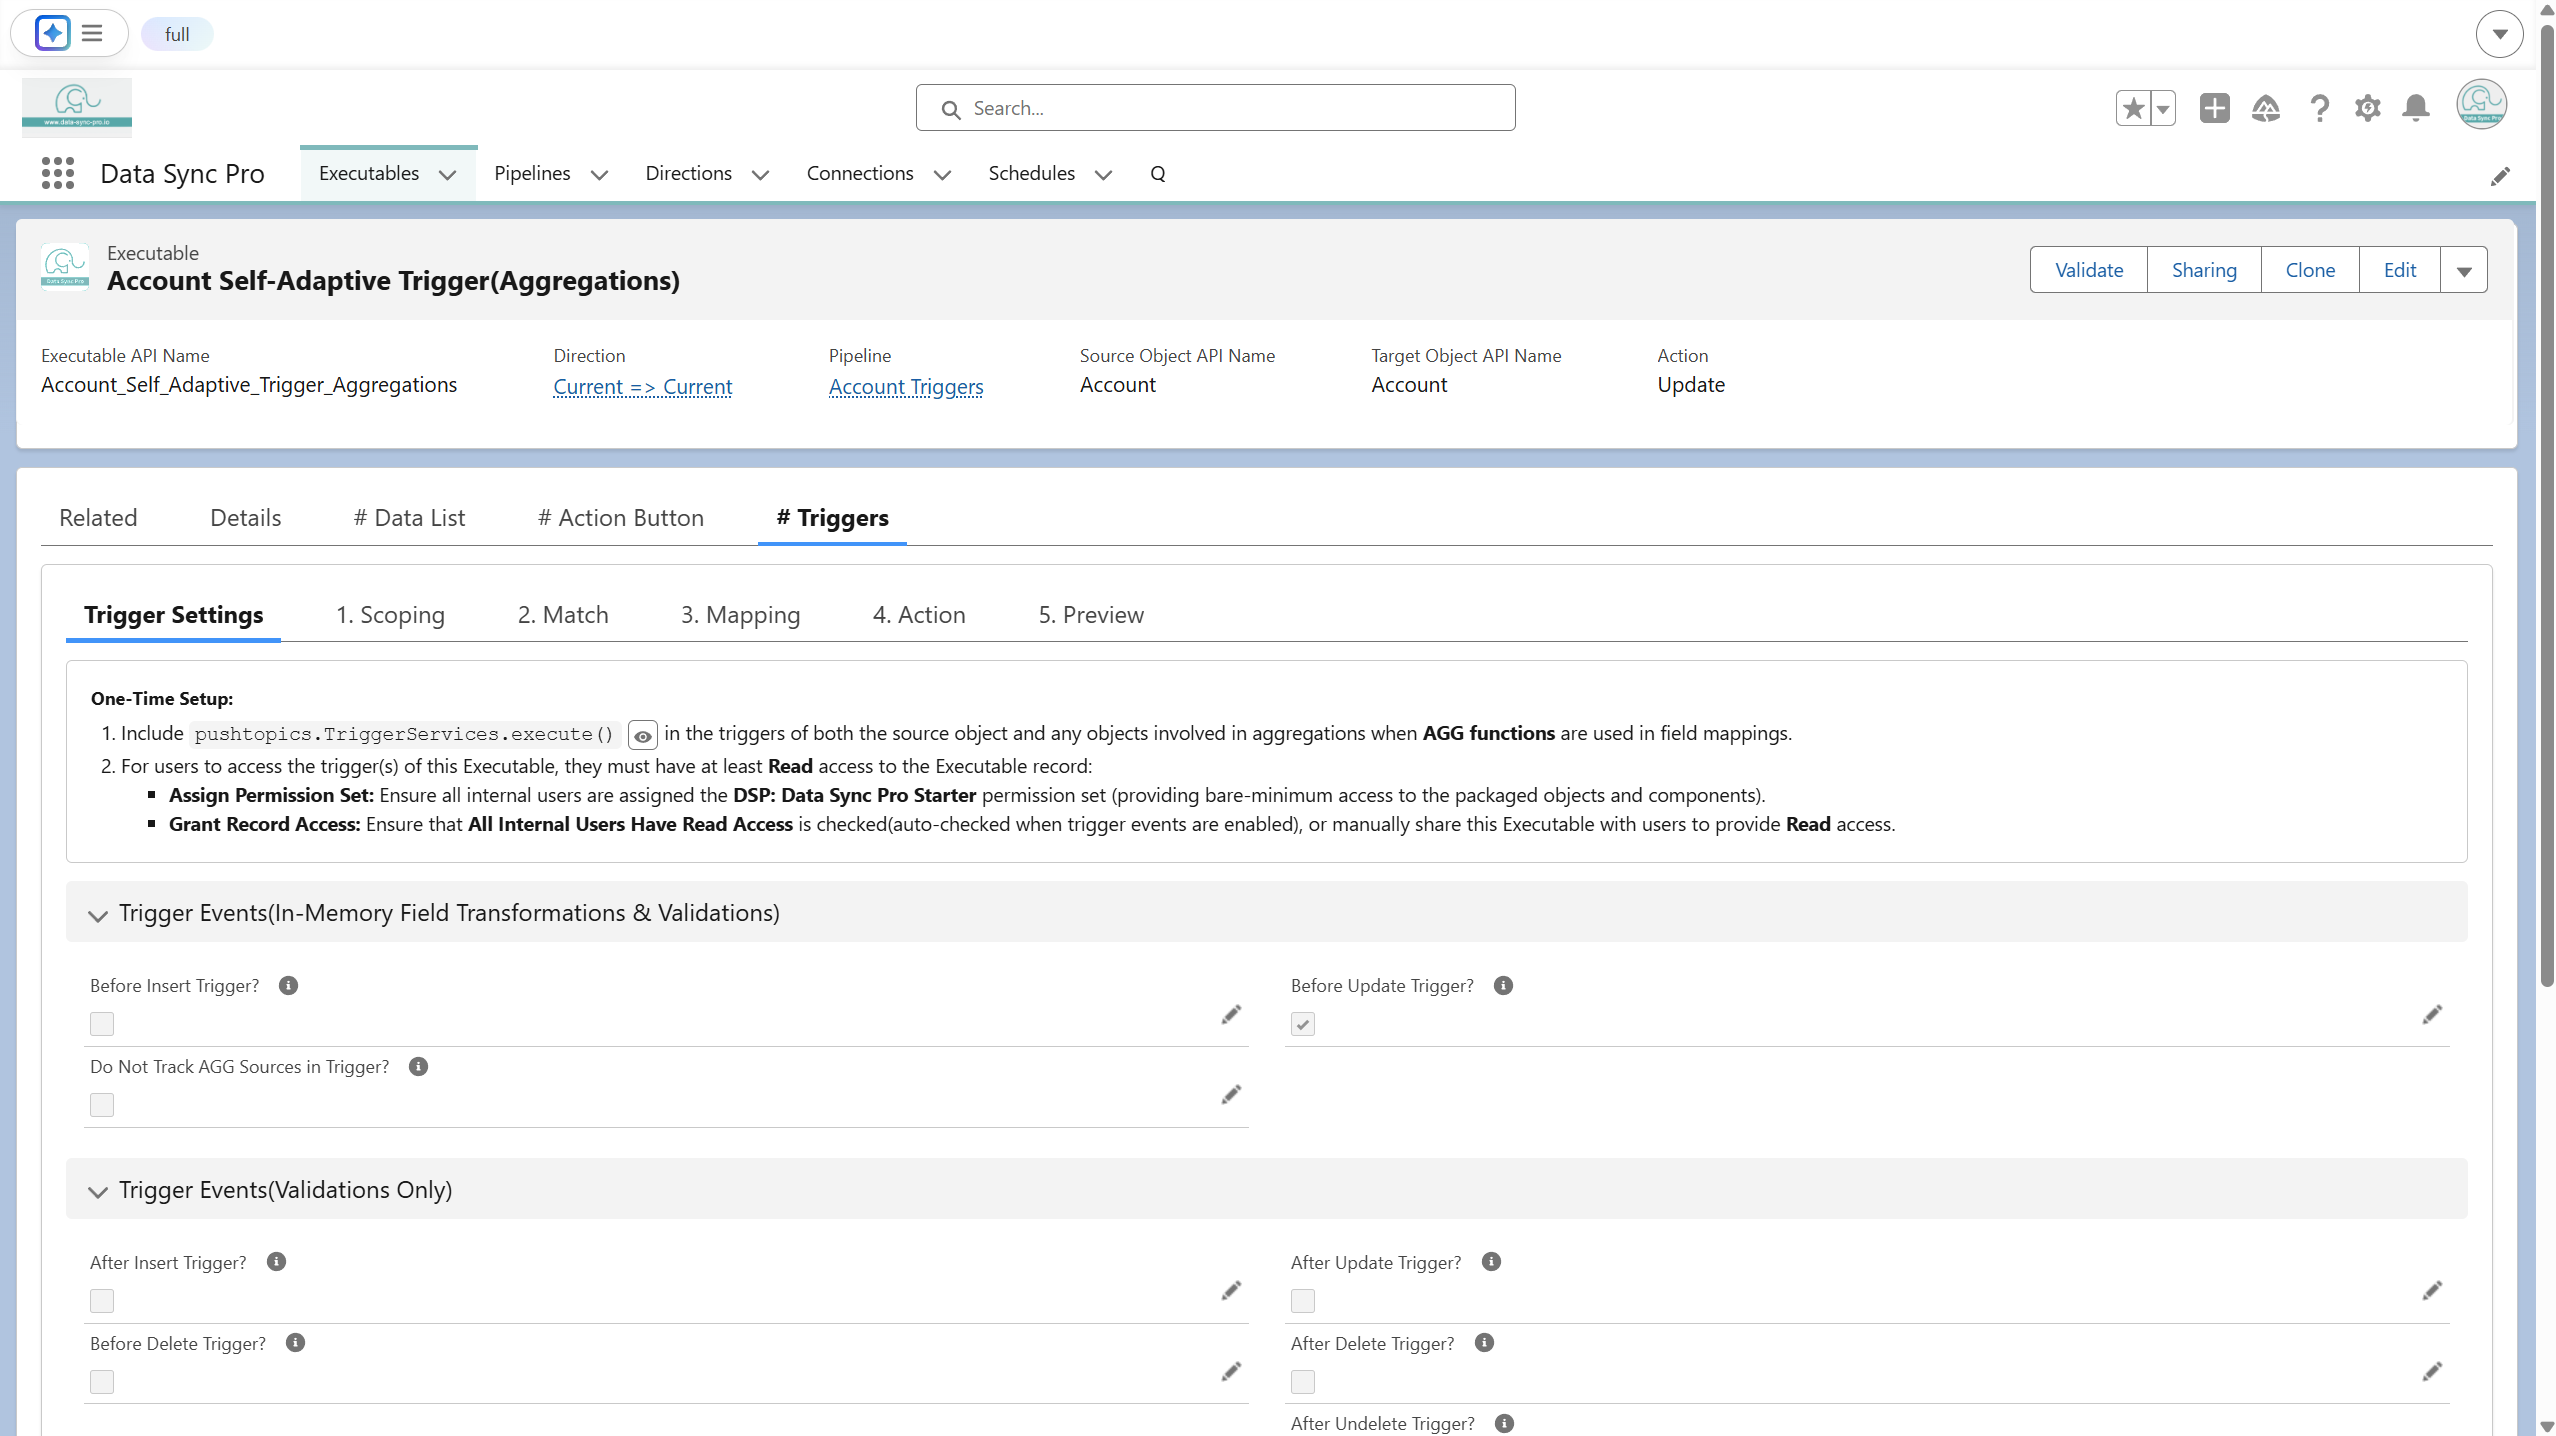 full
www.data-sync-pro.io
Search...
Data Sync Pro
Data Sync Pro
Executables
Pipelines
Directions
Connections
Schedules
Q
Data Sync Pro
Executable
Account Self-Adaptive Trigger(Aggregations)
Validate
Sharing
Clone
Edit
Executable API Name
Account_Self_Adaptive_Trigger_Aggregations
Direction
Current => Current
Pipeline
Account Triggers
Source Object API Name
Account
Target Object API Name
Account
Action
Update
Related
Details
# Data List
# Action Button
# Triggers
Trigger Settings
1. Scoping
2. Match
3. Mapping
4. Action
5. Preview
One-Time Setup:
1. Include pushtopics.TriggerServices.execute() in the triggers of both the source object and any objects involved in aggregations when AGG functions are used in field mappings.
2. For users to access the trigger(s) of this Executable, they must have at least Read access to the Executable record:
▪ Assign Permission Set: Ensure all internal users are assigned the DSP: Data Sync Pro Starter permission set (providing bare-minimum access to the packaged objects and components).
▪ Grant Record Access: Ensure that All Internal Users Have Read Access is checked(auto-checked when trigger events are enabled), or manually share this Executable with users to provide Read access.
Trigger Events(In-Memory Field Transformations & Validations)
Before Insert Trigger?
Before Update Trigger?
Do Not Track AGG Sources in Trigger?
Trigger Events(Validations Only)
After Insert Trigger?
After Update Trigger?
Before Delete Trigger?
After Delete Trigger?
After Undelete Trigger?